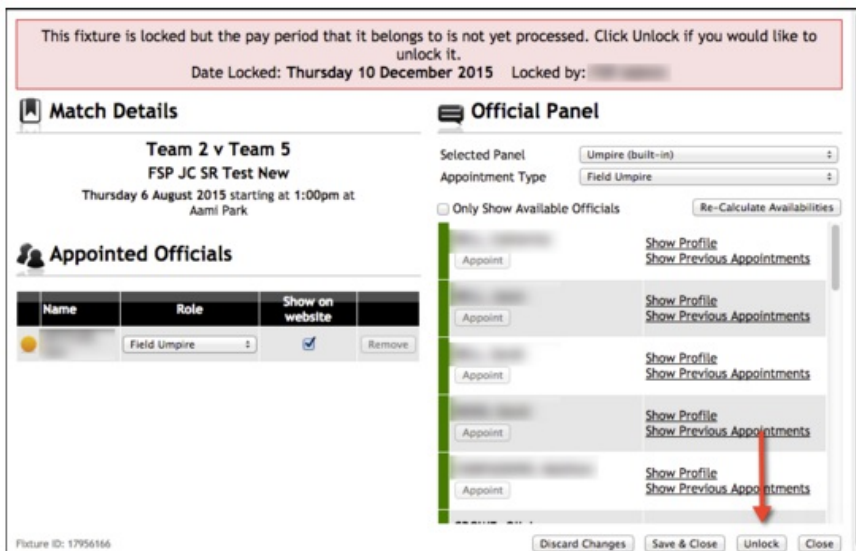 This fixture is locked but the pay period that it belongs to is not yet processed. Click Unlock if you would like to
unlock it.
Date Locked: Thursday 10 December 2015 Locked by:
Match Details
Team 2 v Team 5
FSP JC SR Test New
Thursday 6 August 2015 starting at 1:00pm at
Aami Park
Appointed Officials
Name Role Show on
website
Field Umpire Remove
Official Panel
Selected Panel Umpire (built-in)
Appointment Type Field Umpire
Only Show Available Officials Re-Calculate Availabilities
Show Profile
Appoint Show Previous Appointments
Show Profile
Appoint Show Previous Appointments
Show Profile
Appoint Show Previous Appointments
Show Profile
Appoint Show Previous Appointments
Show Profile
Appoint Show Previous Appointments
Fixture ID: 17956166 Discard Changes Save & Close Unlock Close